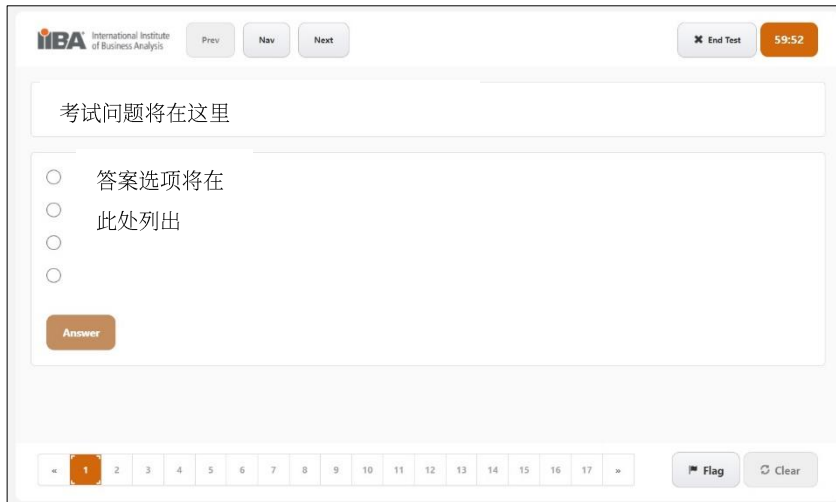 IIBA International Institute of Business Analysis
Prev
Nav
Next
✖ End Test
59:52
考试问题将在这里
答案选项将在
此处列出
Answer
« 1 2 3 4 5 6 7 8 9 10 11 12 13 14 15 16 17 »
Flag
Clear